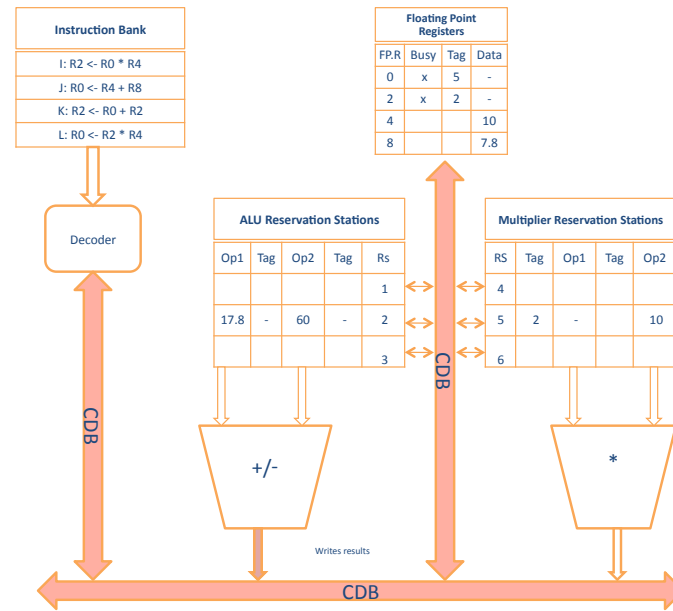 Instruction Bank
I: R2 <- R0 * R4
J: R0 <- R4 + R8
K: R2 <- R0 + R2
L: R0 <- R2 * R4
Decoder
CDB
Floating Point
Registers
FP.R Busy Tag Data
0 x 5 -
2 x 2 -
4 10
8 7.8
CDB
ALU Reservation Stations
Op1 Tag Op2 Tag Rs
1
17.8 - 60 - 2
3
+/-
Multiplier Reservation Stations
RS Tag Op1 Tag Op2
4
5 2 - 10
6
*
Writes results
CDB